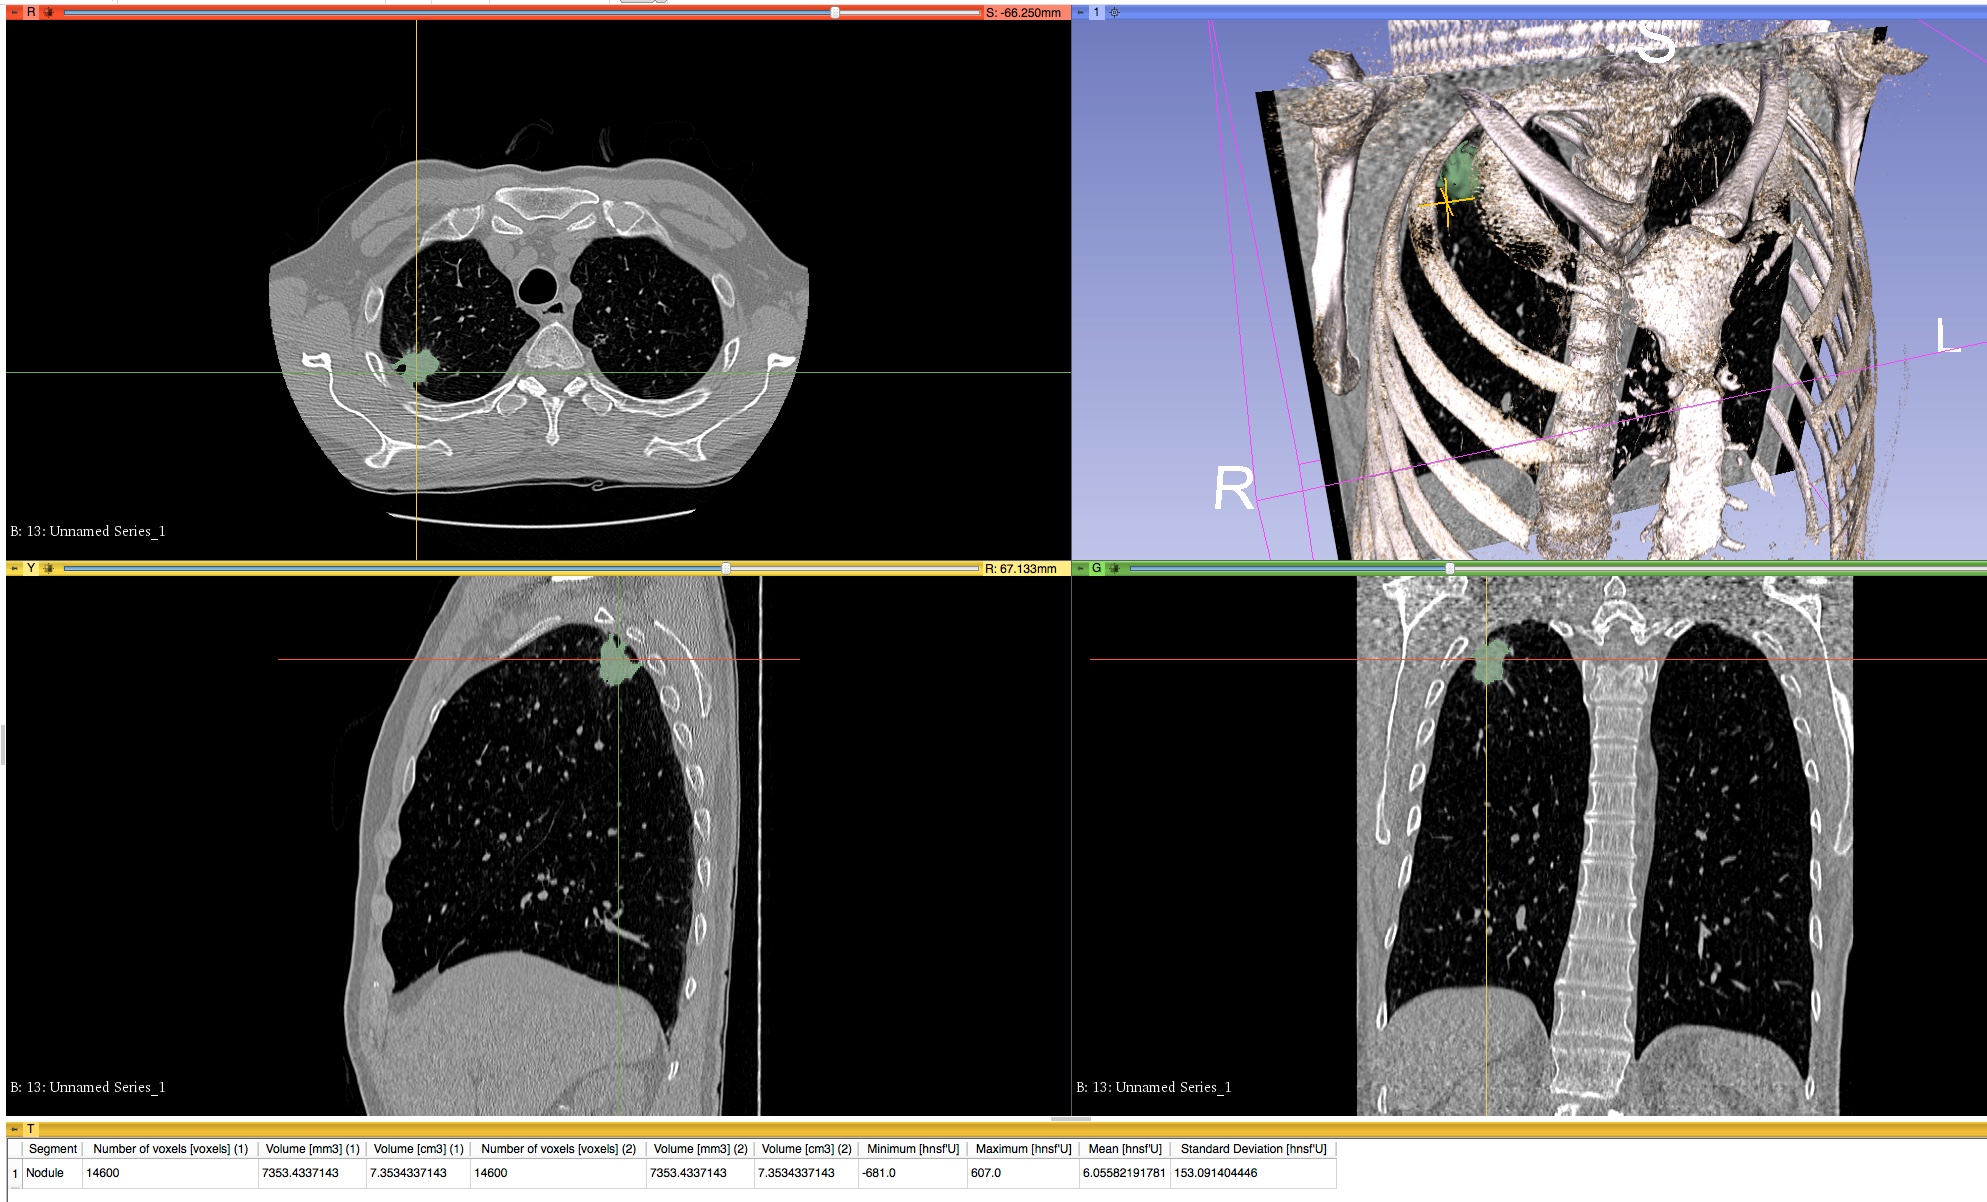 R S: -66.250mm
1
S
L
R
B: 13: Unnamed Series_1
Y R: 67.133mm
G
B: 13: Unnamed Series_1
B: 13: Unnamed Series_1
T
Segment Number of voxels [voxels] (1) Volume [mm3] (1) Volume [cm3] (1) Number of voxels [voxels] (2) Volume [mm3] (2) Volume [cm3] (2) Minimum [hnsf'U] Maximum [hnsf'U] Mean [hnsf'U] Standard Deviation [hnsf'U]
1 Nodule 14600 7353.4337143 7.3534337143 14600 7353.4337143 7.3534337143 -681.0 607.0 6.05582191781 153.091404446